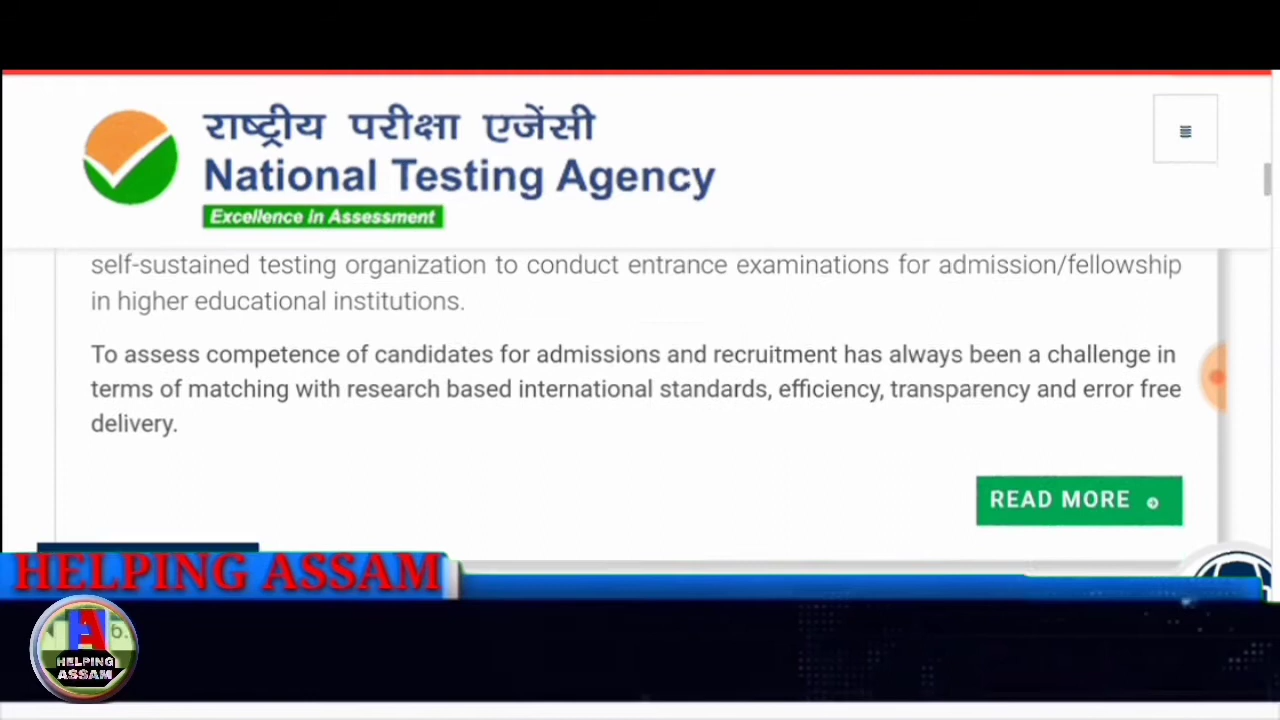 राष्ट्रीय परीक्षा एजेंसी
National Testing Agency
Excellence in Assessment
self-sustained testing organization to conduct entrance examinations for admission/fellowship
in higher educational institutions.
To assess competence of candidates for admissions and recruitment has always been a challenge in
terms of matching with research based international standards, efficiency, transparency and error free
delivery.
READ MORE
HELPING ASSAM
HELPING
ASSAM